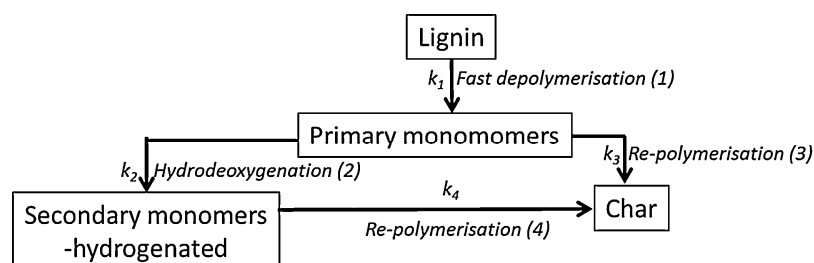 Lignin
k1 Fast depolymerisation (1)
Primary monomomers
k2 Hydrodeoxygenation (2)
k3 Re-polymerisation (3)
k4
Secondary monomers
-hydrogenated
Re-polymerisation (4)
Char